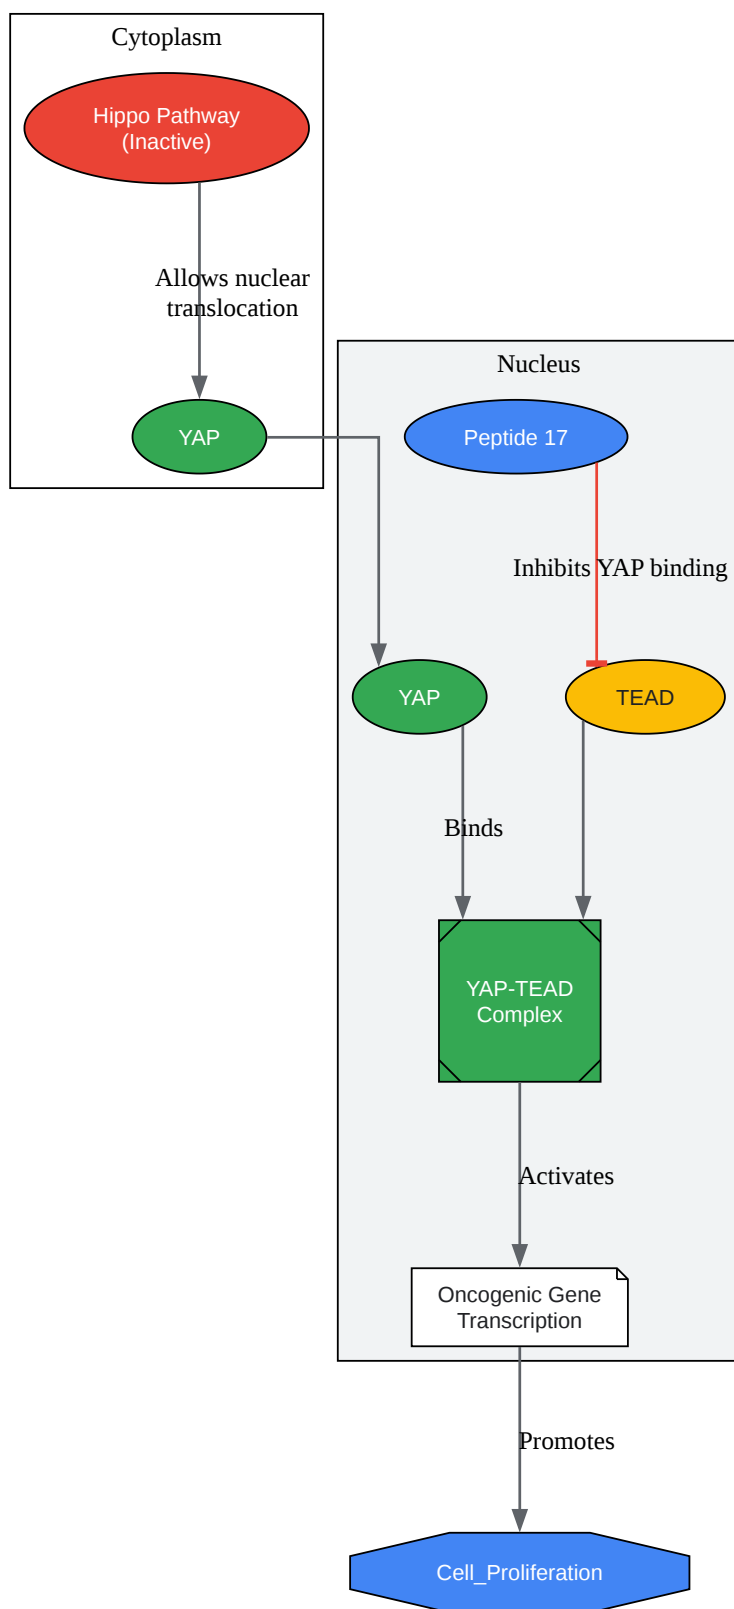 Cytoplasm
Hippo Pathway
(Inactive)
Allows nuclear
translocation
YAP
Nucleus
Peptide 17
Inhibits YAP binding
YAP
TEAD
Binds
YAP-TEAD
Complex
Activates
Oncogenic Gene
Transcription
Promotes
Cell_Proliferation